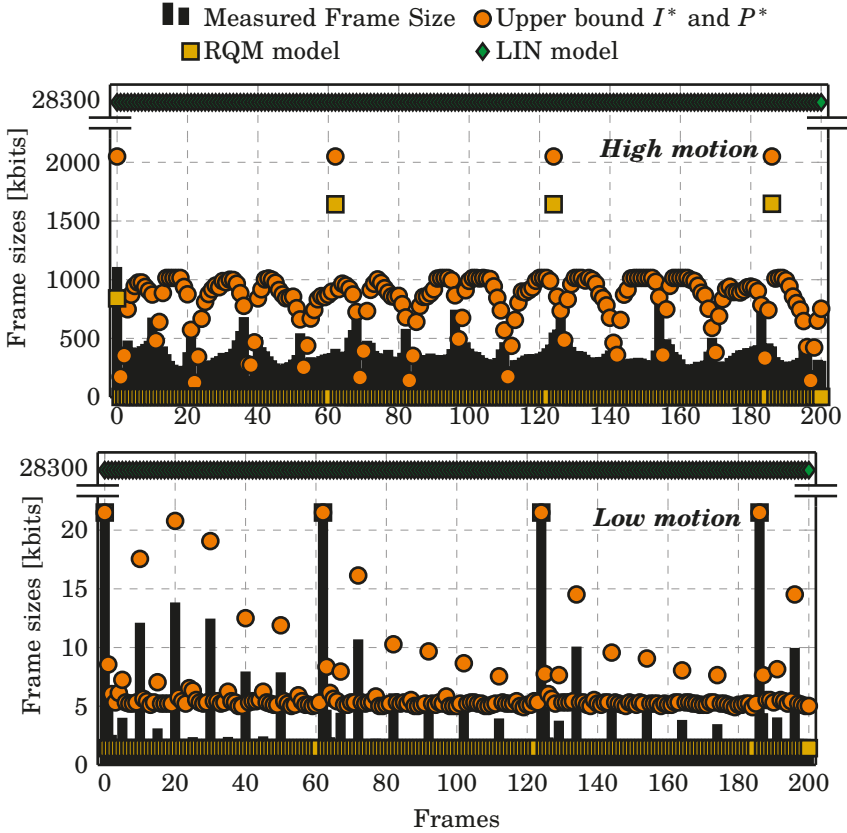 Measured Frame Size
Upper bound I* and P*
RQM model
LIN model
28300
2000
1500
1000
500
0
Frame sizes [kbits]
High motion
0 20 40 60 80 100 120 140 160 180 200
28300
20
15
10
5
0
Frame sizes [kbits]
Low motion
0 20 40 60 80 100 120 140 160 180 200
Frames